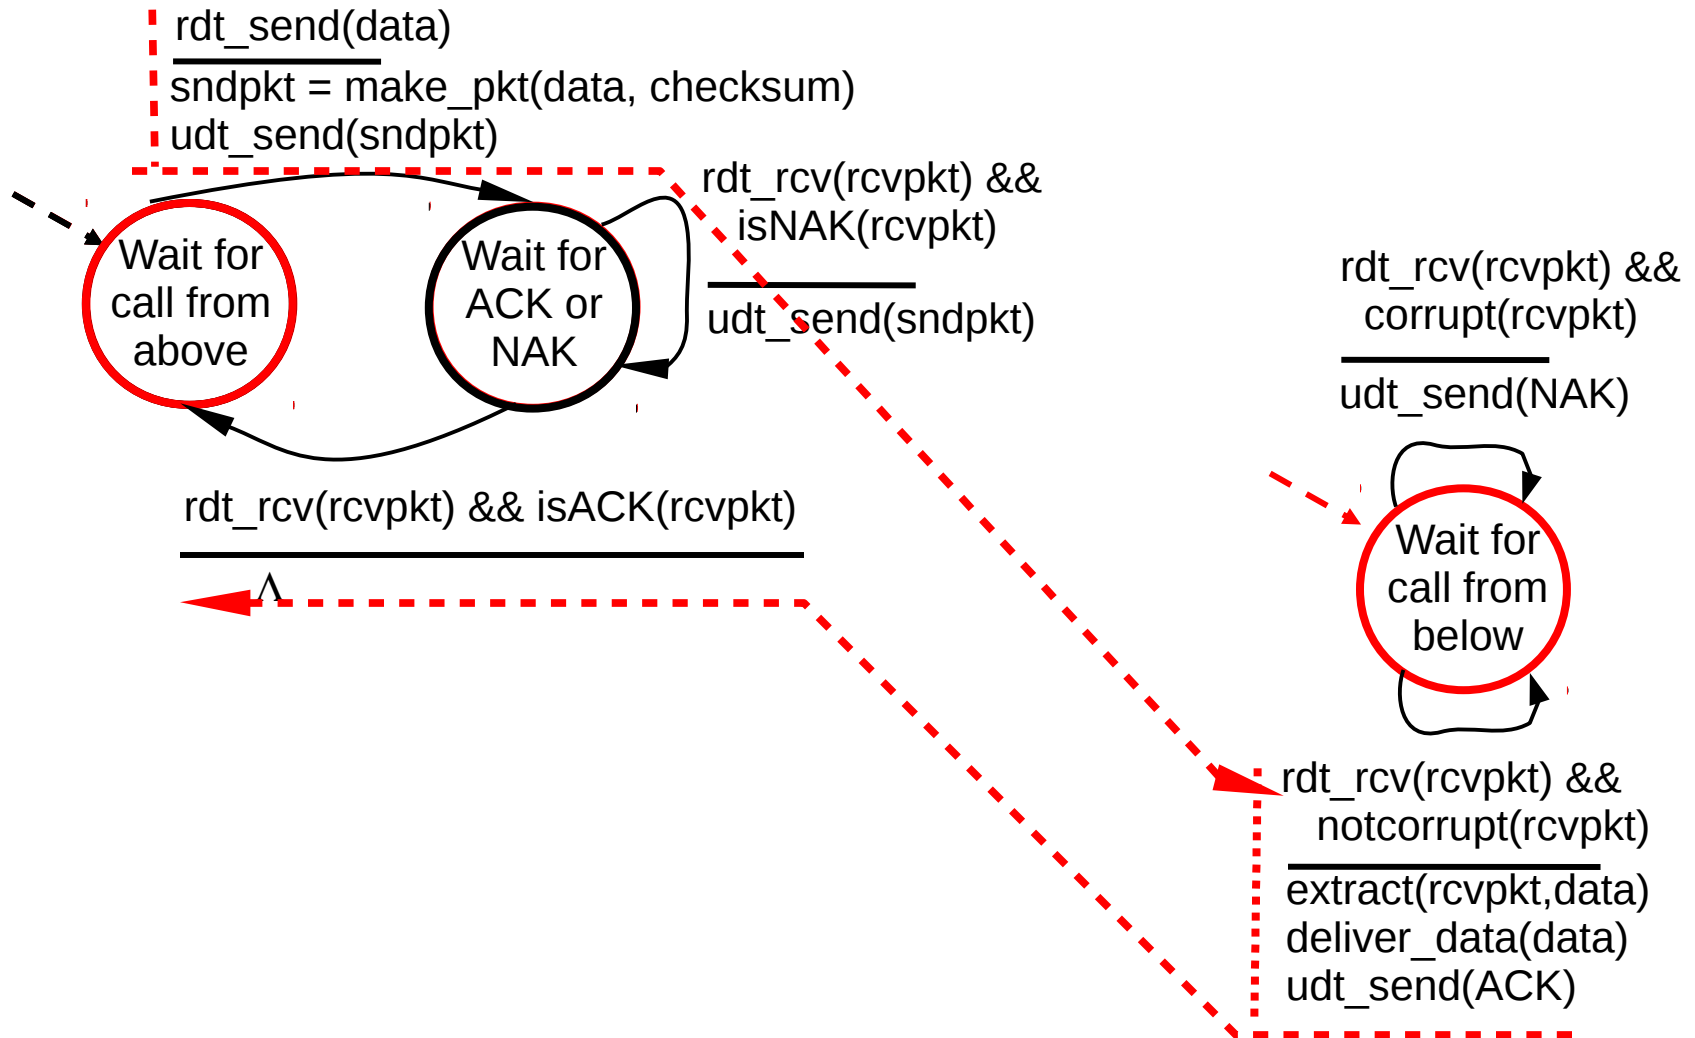 rdt_send(data)
sndpkt = make_pkt(data, checksum)
udt_send(sndpkt)
rdt_rcv(rcvpkt) &&
isNAK(rcvpkt)
udt_send(sndpkt)
Wait for
call from
above
Wait for
ACK or
NAK
rdt_rcv(rcvpkt) && isACK(rcvpkt)
Λ
rdt_rcv(rcvpkt) &&
corrupt(rcvpkt)
udt_send(NAK)
Wait for
call from
below
rdt_rcv(rcvpkt) &&
notcorrupt(rcvpkt)
extract(rcvpkt,data)
deliver_data(data)
udt_send(ACK)